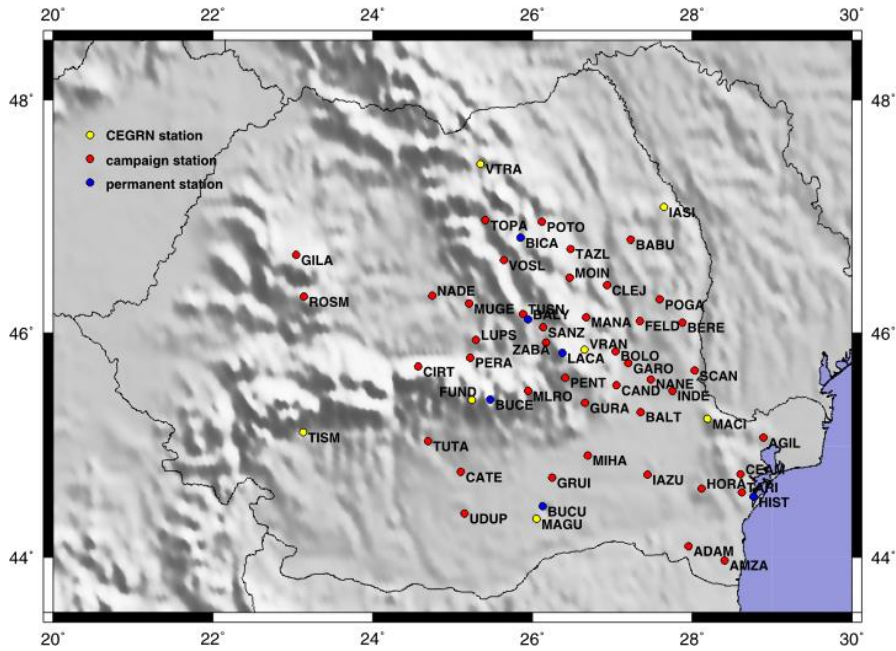 20° 22° 24° 26° 28° 30°
48° 48°
CEGRN station
campaign station
permanent station
VTRA
IASI
TOPA
POTO
BICA
BABU
TAZL
GILA
VOSL
MOIN
CLEJ
ROSM
NADE
POGA
MUGE
TUSN
BALY
MANA
FELD
BERE
46° 46°
SANZ
LUPS
ZABA
VRAN
LACA
BOLO
PERA
GARO
CIRT
SCAN
PENT
NANE
CAND
INDE
FUND
MLRO
BUCE
GURA
BALT
MACI
TISM
TUTA
AGIL
MIHA
CATE
CEAM
GRUI
IAZU
HORA
TARI
HIST
UDUP
BUCU
MAGU
44° 44°
ADAM
AMZA
20° 22° 24° 26° 28° 30°